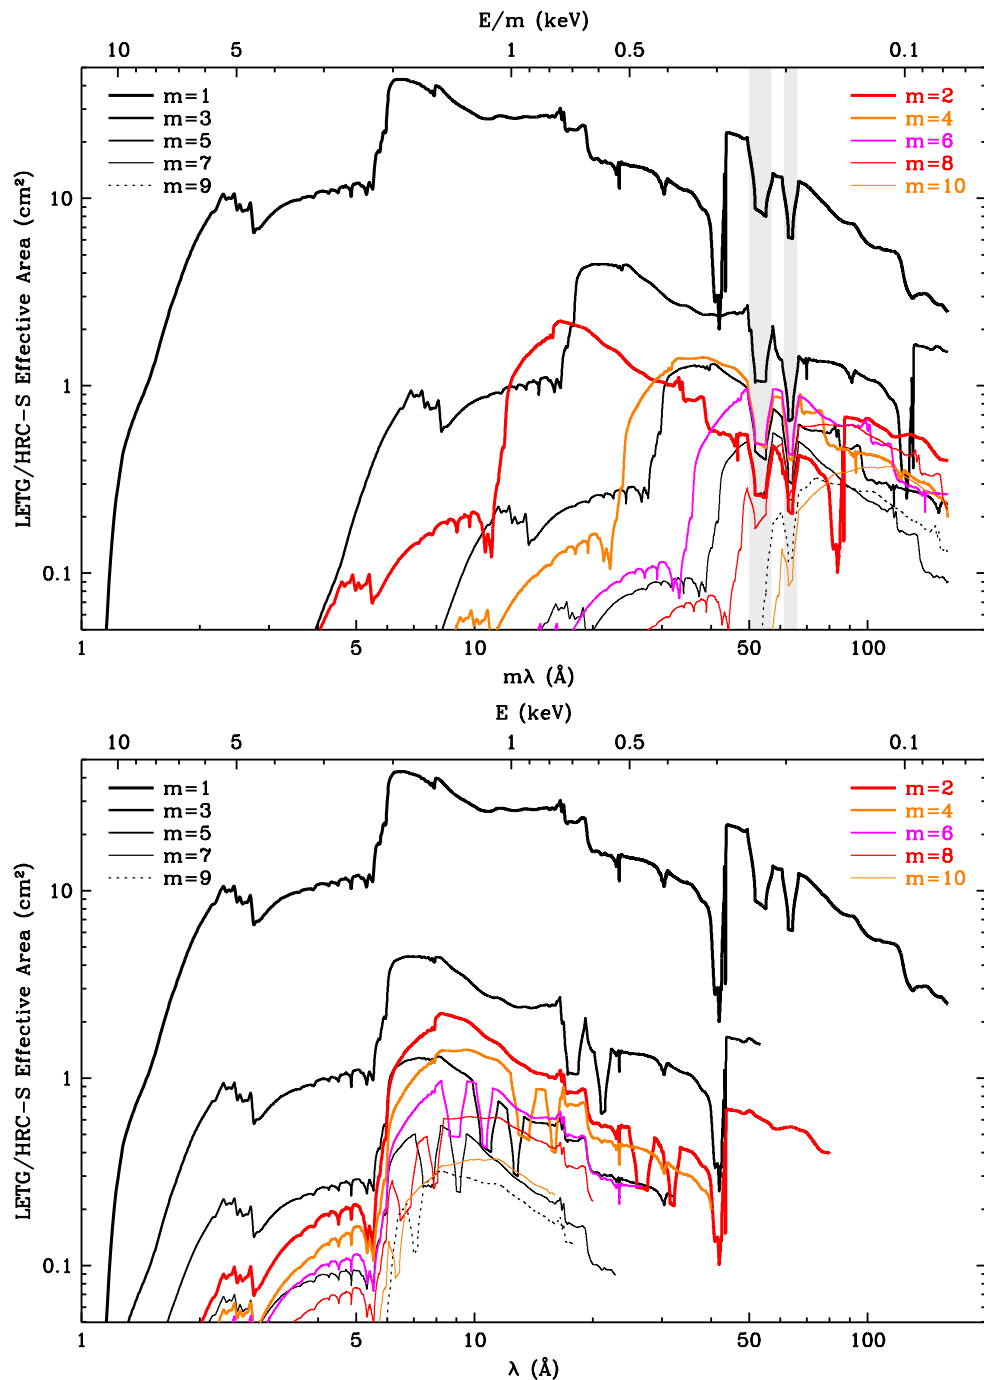 E/m (keV)
10 5 1 0.5 0.1
m=1 m=2
m=3 m=4
m=5 m=6
m=7 m=8
m=9 m=10
10
1
0.1
LETG/HRC-S Effective Area (cm²)
1 5 10 50 100
mλ (Å)
E (keV)
10 5 1 0.5 0.1
m=1 m=2
m=3 m=4
m=5 m=6
m=7 m=8
m=9 m=10
10
1
0.1
LETG/HRC-S Effective Area (cm²)
1 5 10 50 100
λ (Å)